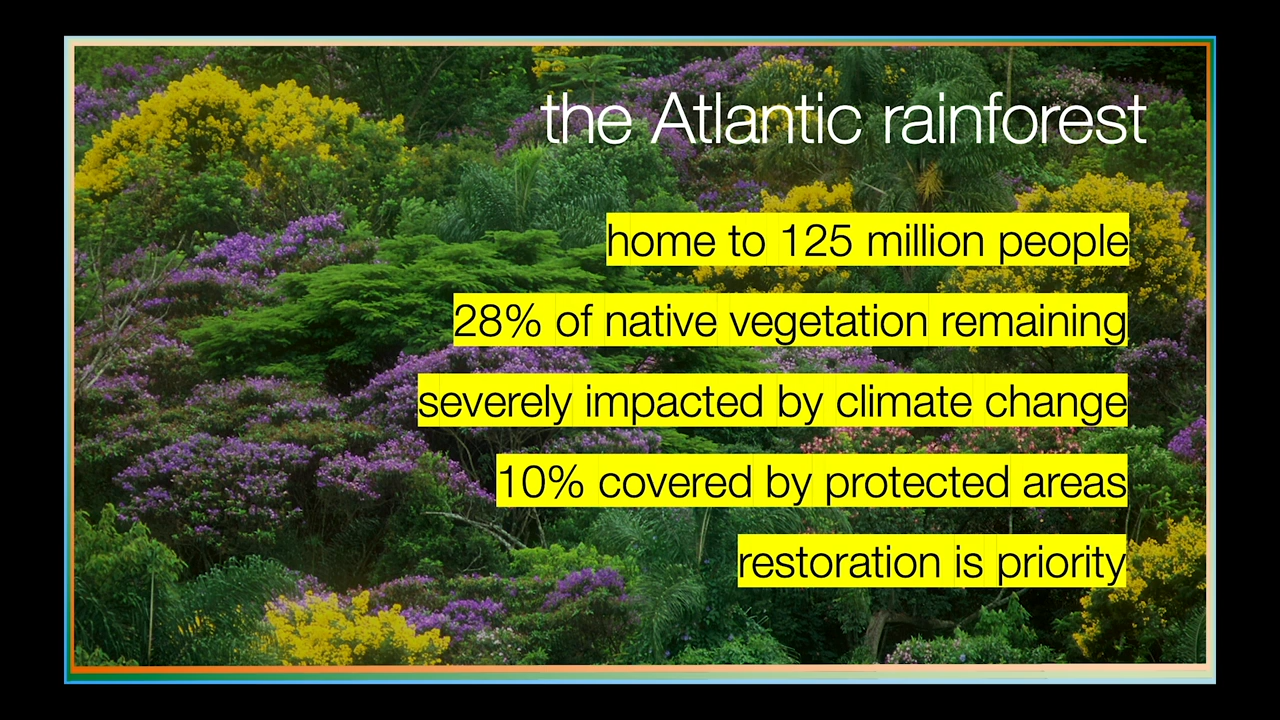 the Atlantic rainforest
home to 125 million people
28% of native vegetation remaining
severely impacted by climate change
10% covered by protected areas
restoration is priority